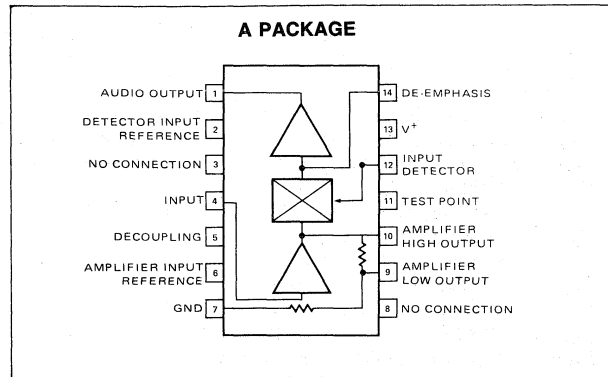 A PACKAGE
AUDIO OUTPUT 1
DETECTOR INPUT
REFERENCE 2
NO CONNECTION 3
INPUT 4
DECOUPLING 5
AMPLIFIER INPUT
REFERENCE 6
GND 7
14 DE-EMPHASIS
13 V+
12 INPUT
DETECTOR
11 TEST POINT
10 AMPLIFIER
HIGH OUTPUT
9 AMPLIFIER
LOW OUTPUT
8 NO CONNECTION